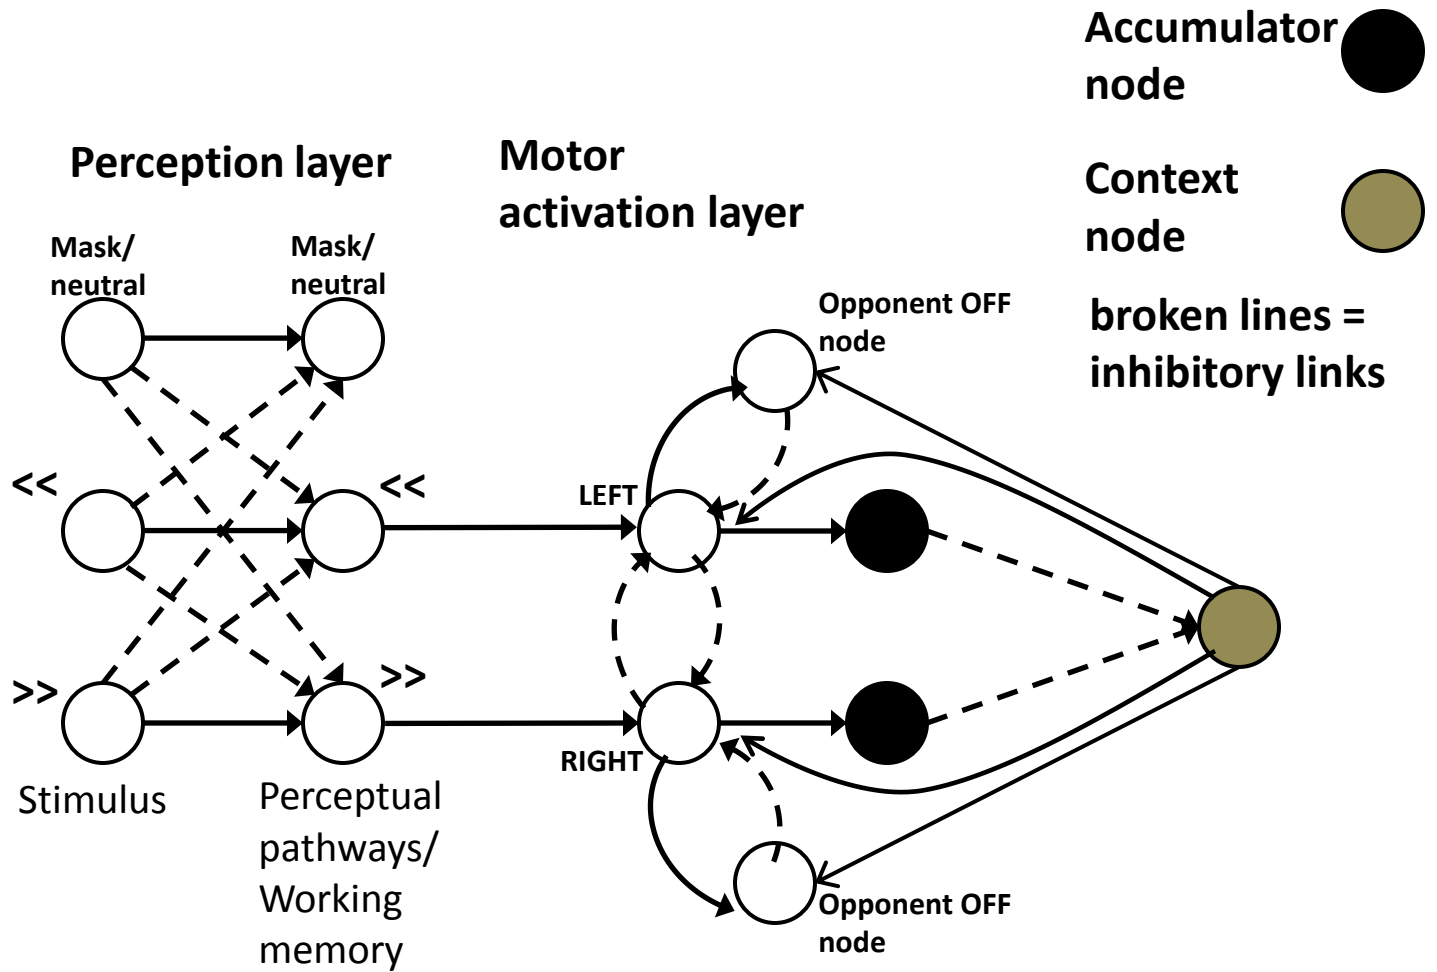 Accumulator
node
Perception layer
Motor
activation layer
Context
node
Mask/
neutral
Mask/
neutral
Opponent OFF
node
broken lines =
inhibitory links
<<
<<
LEFT
>>
>>
RIGHT
Stimulus
Perceptual
pathways/
Working
memory
Opponent OFF
node